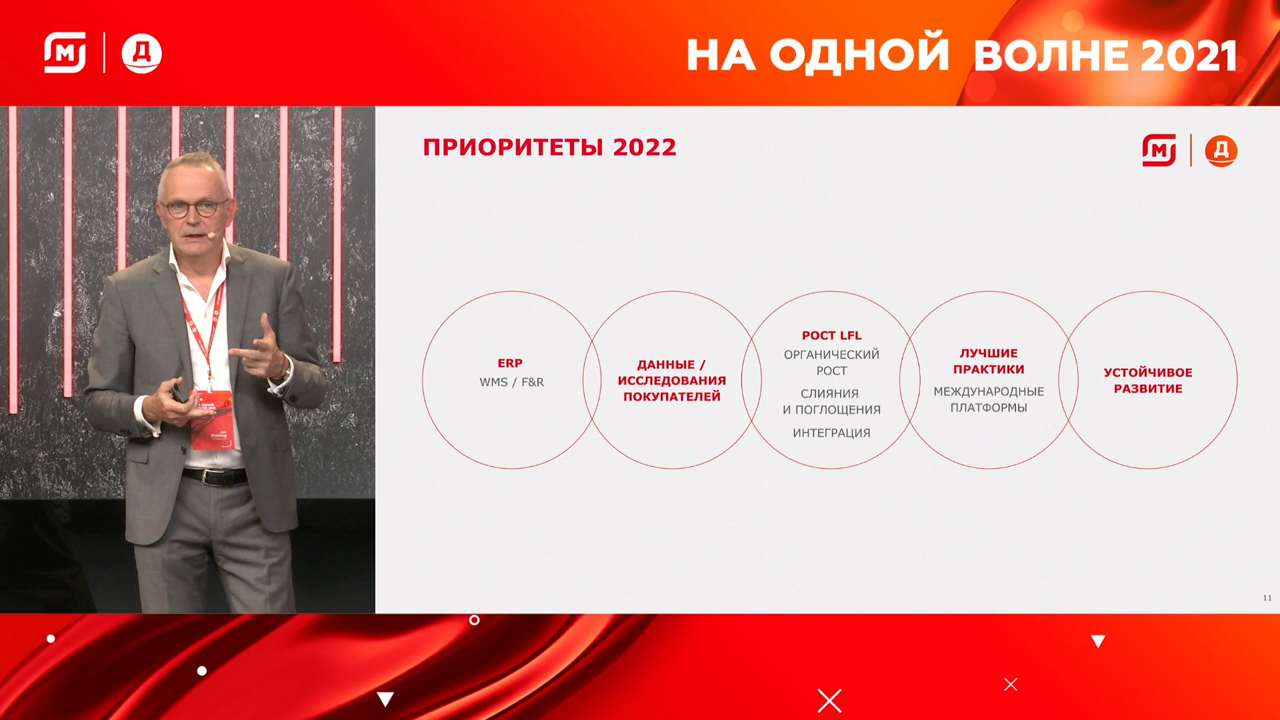 М
Д
НА ОДНОЙ ВОЛНЕ 2021
ПРИОРИТЕТЫ 2022
М
Д
ERP
WMS / F&R
ДАННЫЕ /
ИССЛЕДОВАНИЯ
ПОКУПАТЕЛЕЙ
РОСТ LFL
ОРГАНИЧЕСКИЙ
РОСТ
СЛИЯНИЯ
И ПОГЛОЩЕНИЯ
ИНТЕГРАЦИЯ
ЛУЧШИЕ
ПРАКТИКИ
МЕЖДУНАРОДНЫЕ
ПЛАТФОРМЫ
УСТОЙЧИВОЕ
РАЗВИТИЕ
11